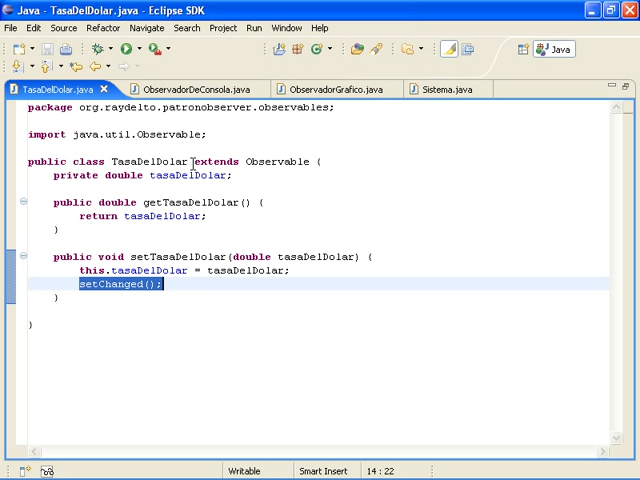 Java - TasaDelDolar.java - Eclipse SDK
File Edit Source Refactor Navigate Search Project Run Window Help
Java
TasaDelDolar.java ObservadorDeConsola.java ObservadorGrafico.java Sistema.java
package org.raydelto.patronobserver.observables;
import java.util.Observable;
public class TasaDelDolar extends Observable {
private double tasaDelDolar;
public double getTasaDelDolar() {
return tasaDelDolar;
}
public void setTasaDelDolar(double tasaDelDolar) {
this.tasaDelDolar = tasaDelDolar;
setChanged();
}
}
Writable Smart Insert 14 : 22